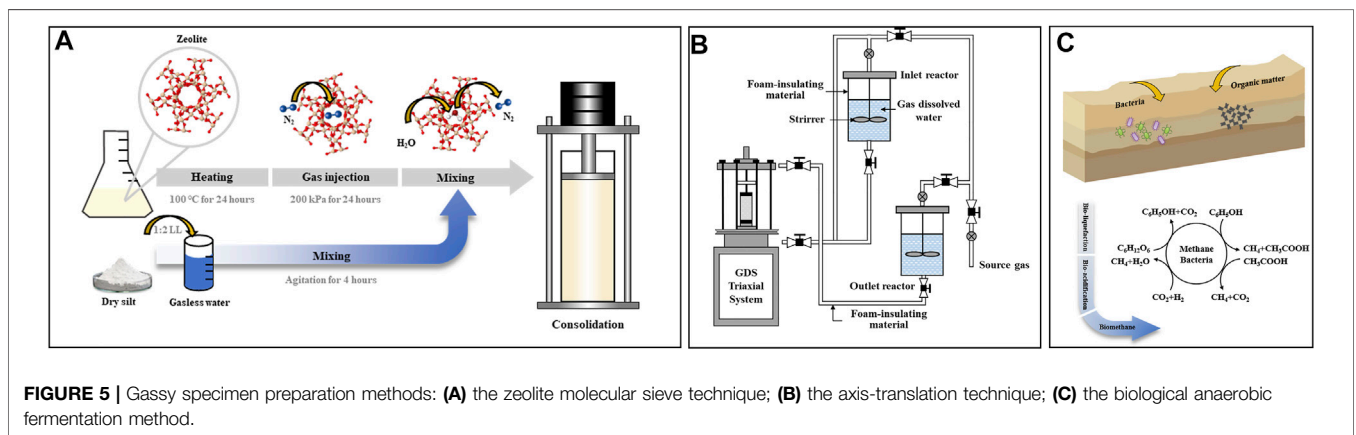 A
Zeolite
N₂
H₂O
N₂
Heating
Gas injection
Mixing
100 °C for 24 hours
200 kPa for 24 hours
1:2 LL
Mixing
Agitation for 4 hours
Dry silt
Gasless water
Consolidation
B
Inlet reactor
Foam-insulating
material
Gas dissolved
water
Strirrer
GDS
Triaxial
System
Source gas
Outlet reactor
Foam-insulating
material
C
Organic matter
Bacteria
Bio-liquefaction
Bio-acidification
Biomethane
C₆H₅OH+CO₂
C₆H₆OH
C₆H₁₂O₆
CH₄+H₂O
Methane
Bacteria
CH₄+CH₃COOH
CH₃COOH
CO₂+H₂
CH₄+CO₂
FIGURE 5 | Gassy specimen preparation methods: (A) the zeolite molecular sieve technique; (B) the axis-translation technique; (C) the biological anaerobic
fermentation method.